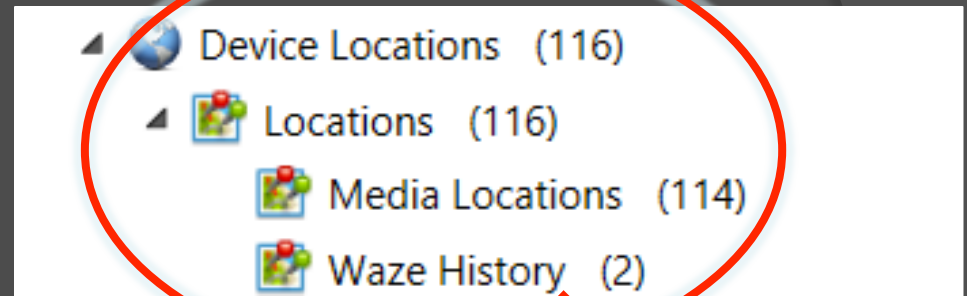 Device Locations (116)
Locations (116)
Media Locations (114)
Waze History (2)